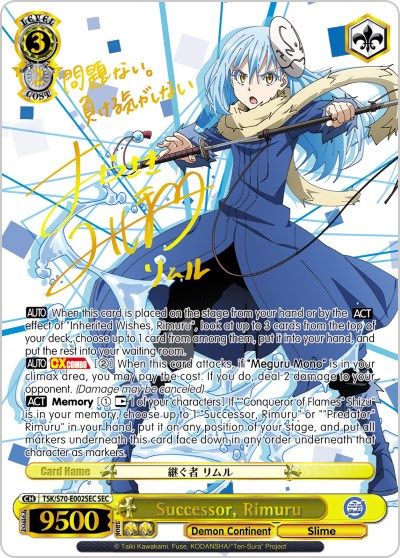 LEVEL
3
2
COST
問題ない。
負ける気がしない
リムル
AUTO When this card is placed on the stage from your hand or by the ACT
effect of "Inherited Wishes, Rimuru", look at up to 3 cards from the top of
your deck, choose up to 1 card from among them, put it into your hand, and
put the rest into your waiting room.
AUTO CXCOMBO [②] When this card attacks, if "Meguru Mono" is in your
climax area, you may pay the cost. If you do, deal 2 damage to your
opponent. (Damage may be canceled)
ACT Memory [① 1 of your characters] If "Conqueror of Flames" Shizu"
is in your memory, choose up to 1 "Successor, Rimuru" or ""Predator"
Rimuru" in your hand, put it on any position of your stage, and put all
markers underneath this card face down in any order underneath that
character as markers.
Card Name 継ぐ者 リムル
CH TSK/S70-E002SEC SEC
Successor, Rimuru
POWER 9500 SOUL
Demon Continent Slime
© Taiki Kawakami, Fuse, KODANSHA/"Ten-Sura" Project